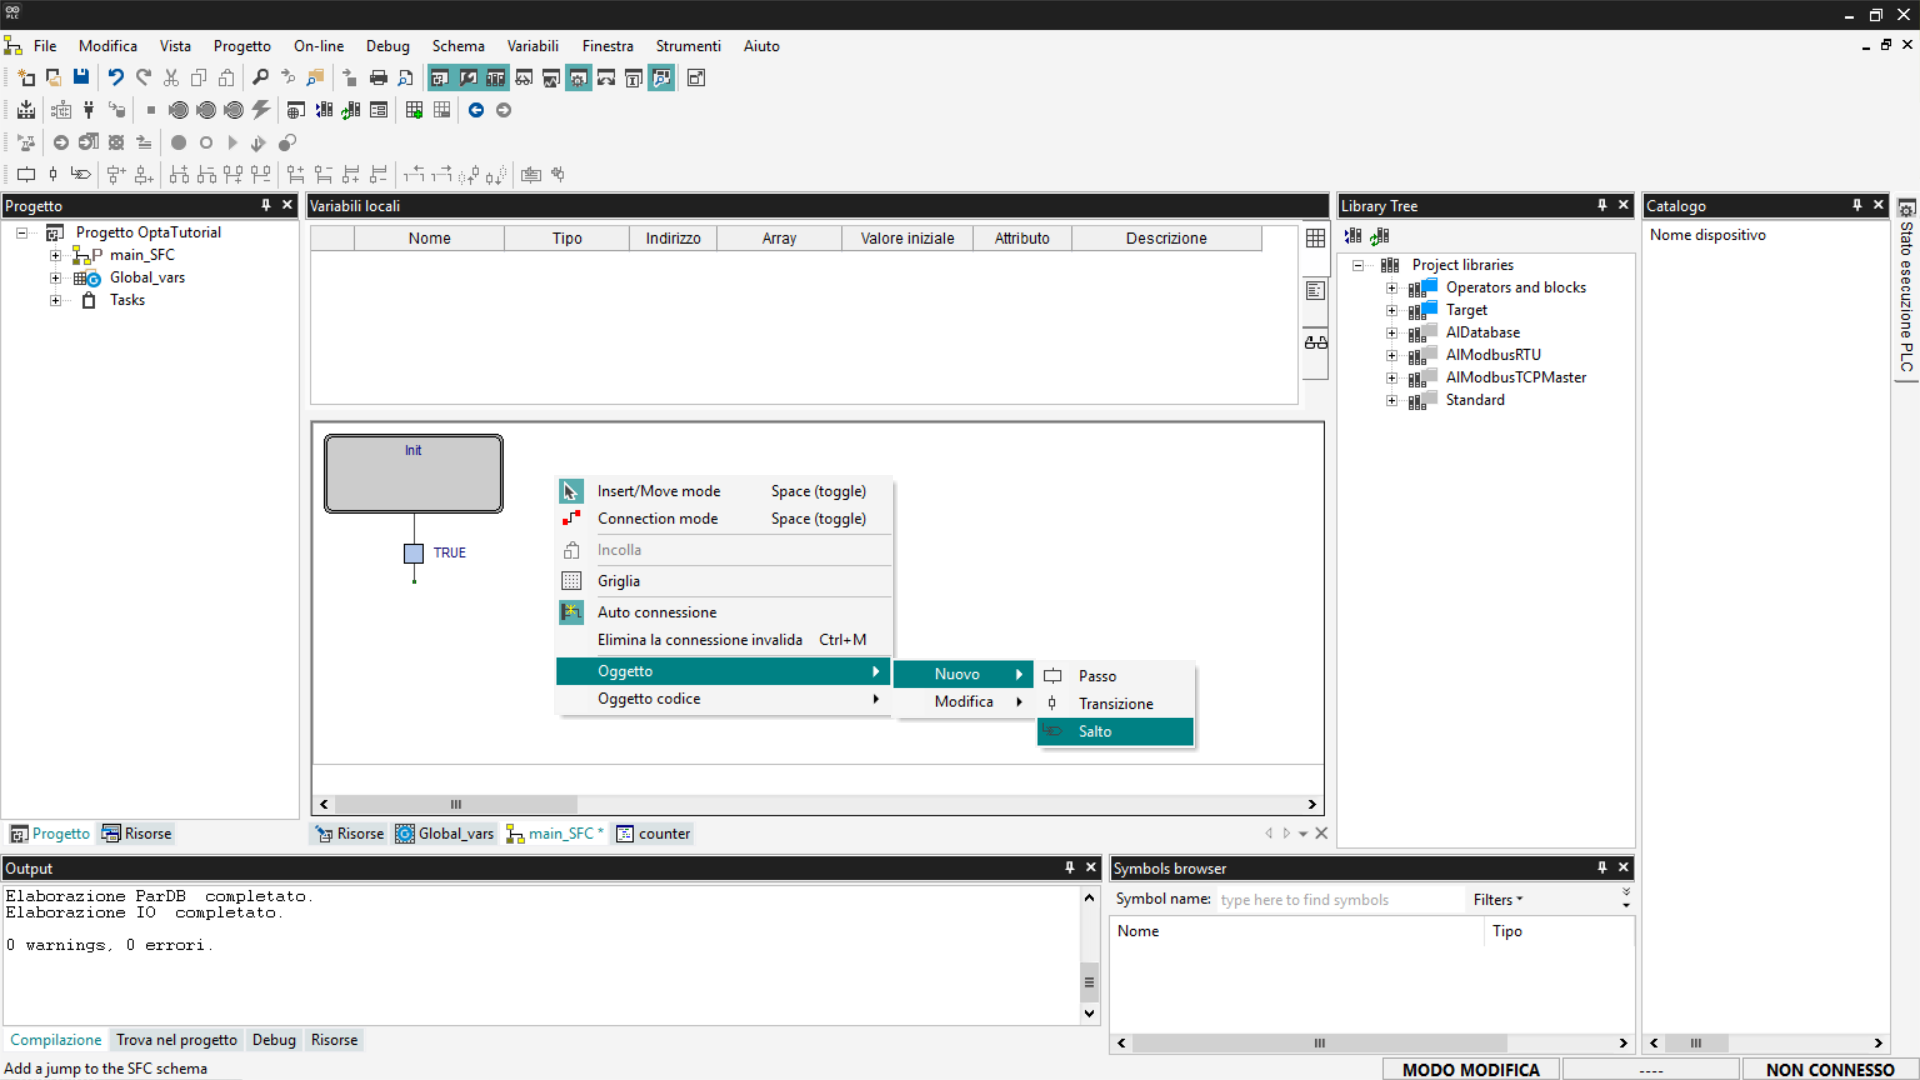 PLC
File Modifica Vista Progetto On-line Debug Schema Variabili Finestra Strumenti Aiuto
Progetto
Progetto OptaTutorial
main_SFC
Global_vars
Tasks
Progetto Risorse
Variabili locali
Nome Tipo Indirizzo Array Valore iniziale Attributo Descrizione
Init
TRUE
Insert/Move mode Space (toggle)
Connection mode Space (toggle)
Incolla
Griglia
Auto connessione
Elimina la connessione invalida Ctrl+M
Oggetto
Oggetto codice
Nuovo
Modifica
Passo
Transizione
Salto
Risorse Global_vars main_SFC * counter
Library Tree
Project libraries
Operators and blocks
Target
AlDatabase
AlModbusRTU
AlModbusTCPMaster
Standard
Catalogo
Nome dispositivo
Stato esecuzione PLC
Output
Elaborazione ParDB completato.
Elaborazione IO completato.
0 warnings, 0 errori.
Compilazione Trova nel progetto Debug Risorse
Symbols browser
Symbol name: type here to find symbols Filters
Nome Tipo
Add a jump to the SFC schema
MODO MODIFICA ---- NON CONNESSO